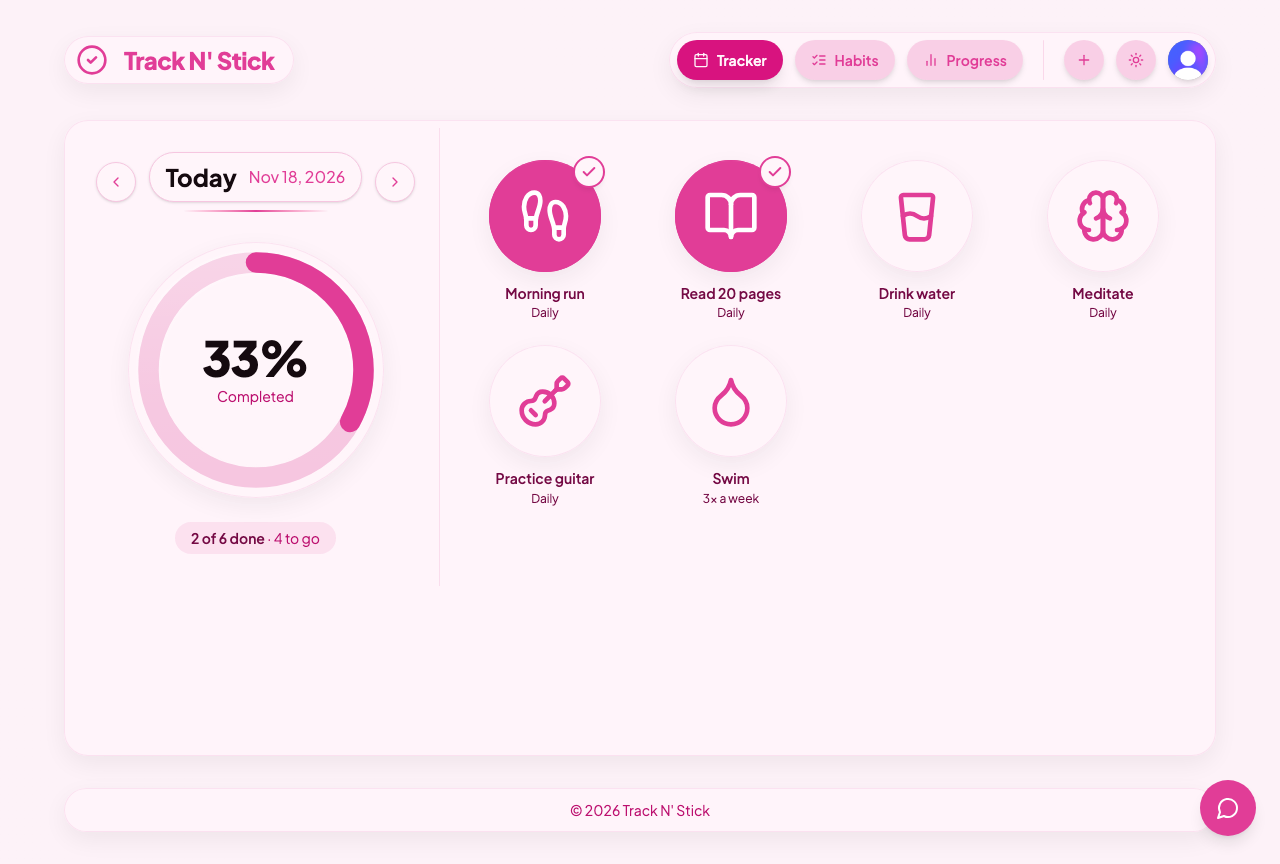 Track N' Stick
Tracker
Habits
Progress
Today Nov 18, 2026
33%
Completed
2 of 6 done · 4 to go
Morning run
Daily
Read 20 pages
Daily
Drink water
Daily
Meditate
Daily
Practice guitar
Daily
Swim
3× a week
© 2026 Track N' Stick